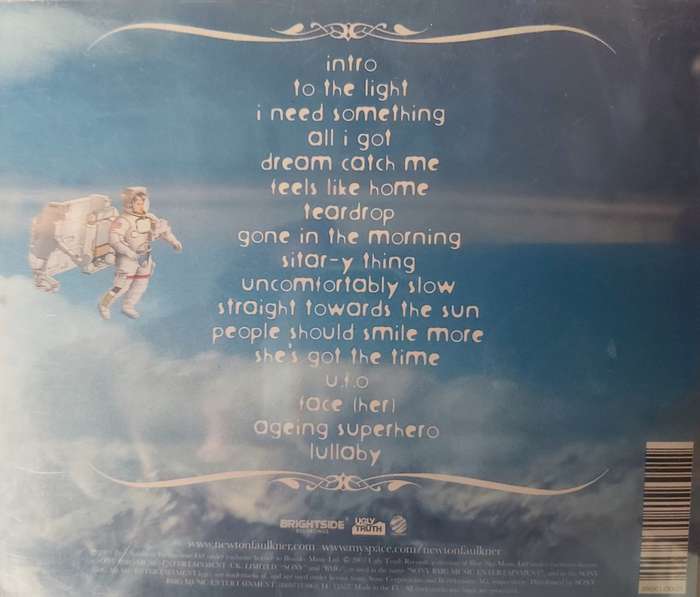 intro
to the light
i need something
all i got
dream catch me
feels like home
teardrop
gone in the morning
sitar-y thing
uncomfortably slow
straight towards the sun
people should smile more
she's got the time
u.f.o
face (her)
ageing superhero
lullaby
BRIGHTSIDE RECORDINGS UGLY TRUTH
www.newtonfaulkner.com www.myspace.com/newtonfaulkner